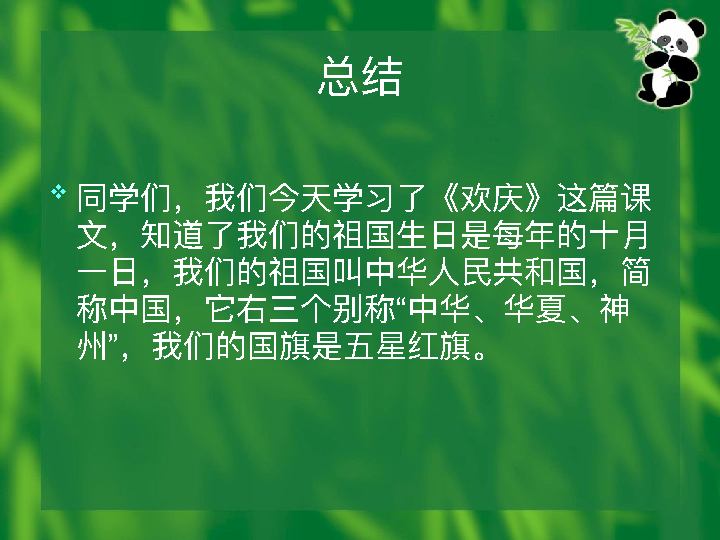 总结
同学们，我们今天学习了《欢庆》这篇课
文，知道了我们的祖国生日是每年的十月
一日，我们的祖国叫中华人民共和国，简
称中国，它右三个别称“中华、华夏、神
州”，我们的国旗是五星红旗。